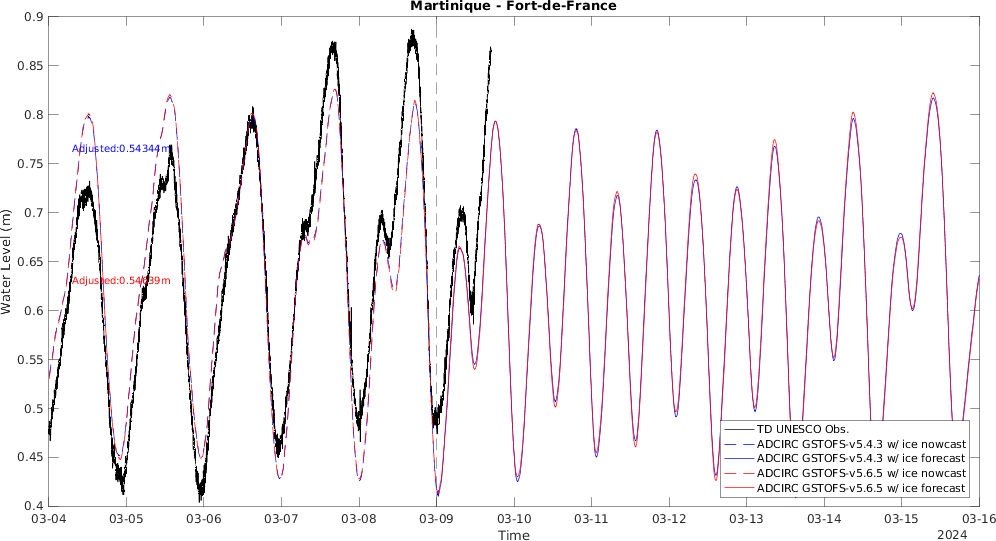 Martinique - Fort-de-France
0.9
0.85
0.8
0.75
0.7
0.65
0.6
0.55
0.5
0.45
0.4
Water Level (m)
Adjusted:0.54344m
TD UNESCO Obs.
ADCIRC GSTOFS-v5.4.3 w/ ice nowcast
ADCIRC GSTOFS-v5.4.3 w/ ice forecast
ADCIRC GSTOFS-v5.6.5 w/ ice nowcast
ADCIRC GSTOFS-v5.6.5 w/ ice forecast
03-04
03-05
03-06
03-07
03-08
03-09
03-10
03-11
03-12
03-13
03-14
03-15
03-16
Time
2024